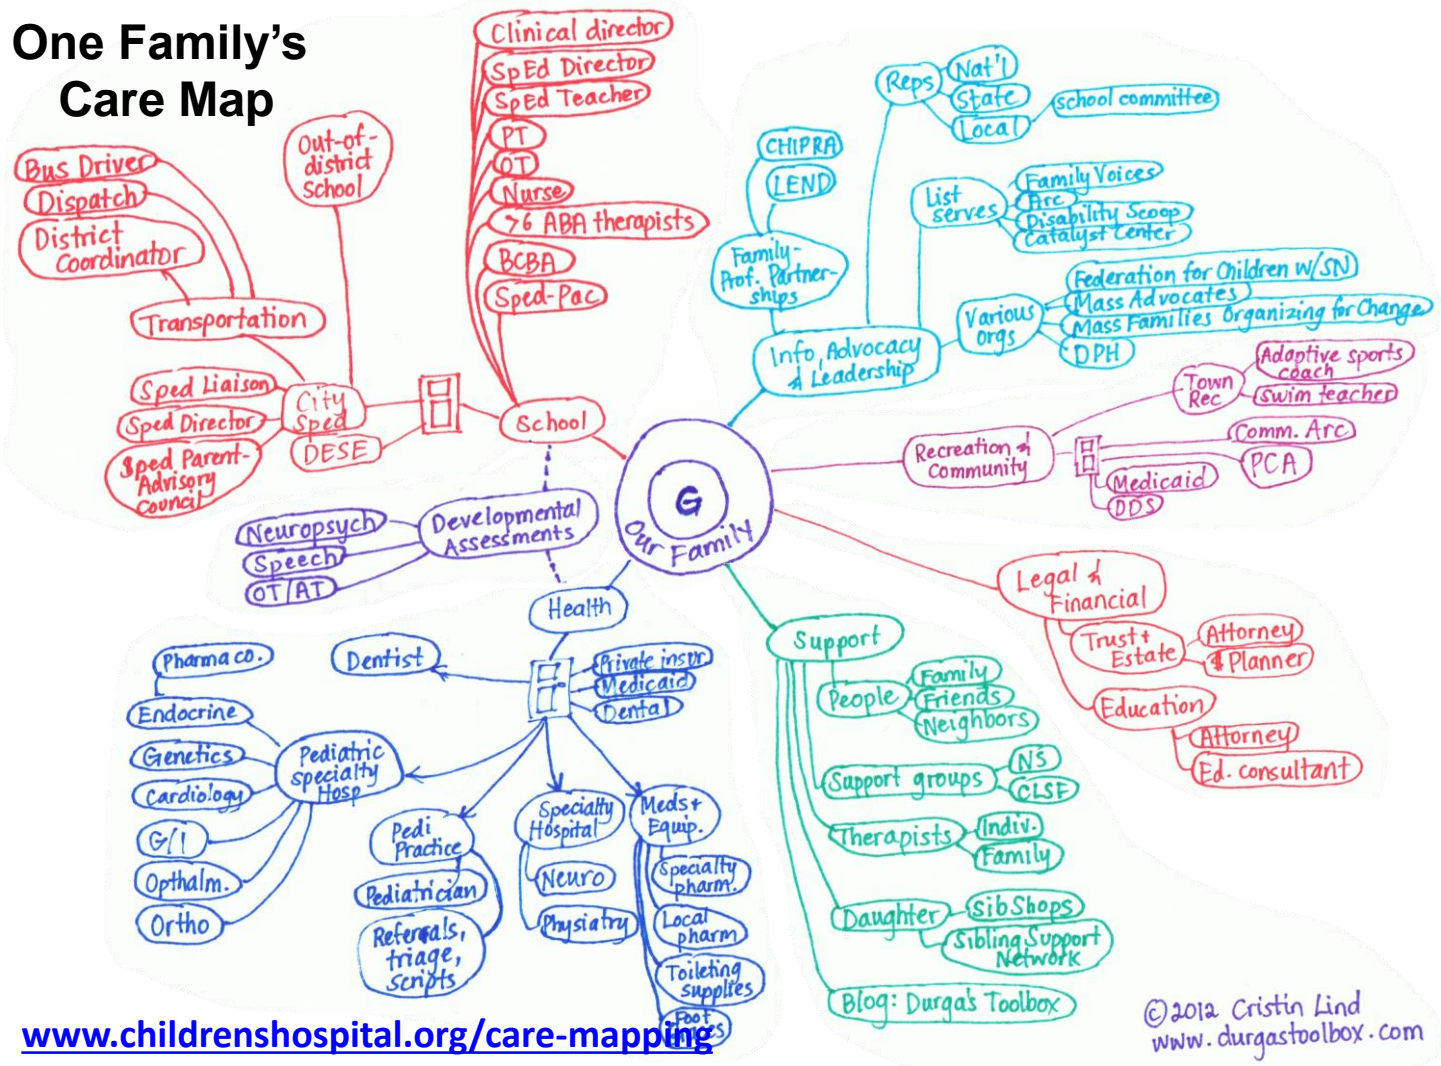 One Family's
Care Map
Clinical director
SpEd Director
SpEd Teacher
PT
OT
Nurse
>6 ABA therapists
BCBA
Sped-Pac
School
Out-of-
district
School
Bus Driver
Dispatch
District
Coordinator
Transportation
Sped Liaison
Sped Director
Sped Parent-
Advisory
Council
City
Sped
DESE
Reps
Nat'l
State
Local
school committee
CHIPRA
LEND
Family-
Prof. Partner-
ships
List
serves
Family Voices
Arc
Disability Scoop
Catalyst Center
Various
orgs
Federation for Children w/SN
Mass Advocates
Mass Families Organizing for Change
DPH
Info, Advocacy
& Leadership
Town
Rec
Adaptive sports
coach
Swim teacher
Recreation &
Community
Comm. Arc
PCA
Medicaid
DDS
G
Our Family
Developmental
Assessments
Neuropsych
Speech
OT/AT
Health
Dentist
Private insur
Medicaid
Dental
Pharmaco.
Endocrine
Genetics
Cardiology
G/I
Opthalm.
Ortho
Pediatric
specialty
Hosp
Pedi
Practice
Pediatrician
Referrals,
triage,
scripts
Specialty
Hospital
Neuro
Physiatry
Meds +
Equip.
Specialty
pharm.
Local
pharm
Toileting
supplies
Foot
Support
People
Family
Friends
Neighbors
Support groups
NS
CLSF
Therapists
Indiv.
Family
Daughter
SibShops
Sibling Support
Network
Blog: Durga's Toolbox
Legal &
Financial
Trust +
Estate
Attorney
$ Planner
Education
Attorney
Ed. consultant
www.childrenshospital.org/care-mapping
©2012 Cristin Lind
www.durgastoolbox.com